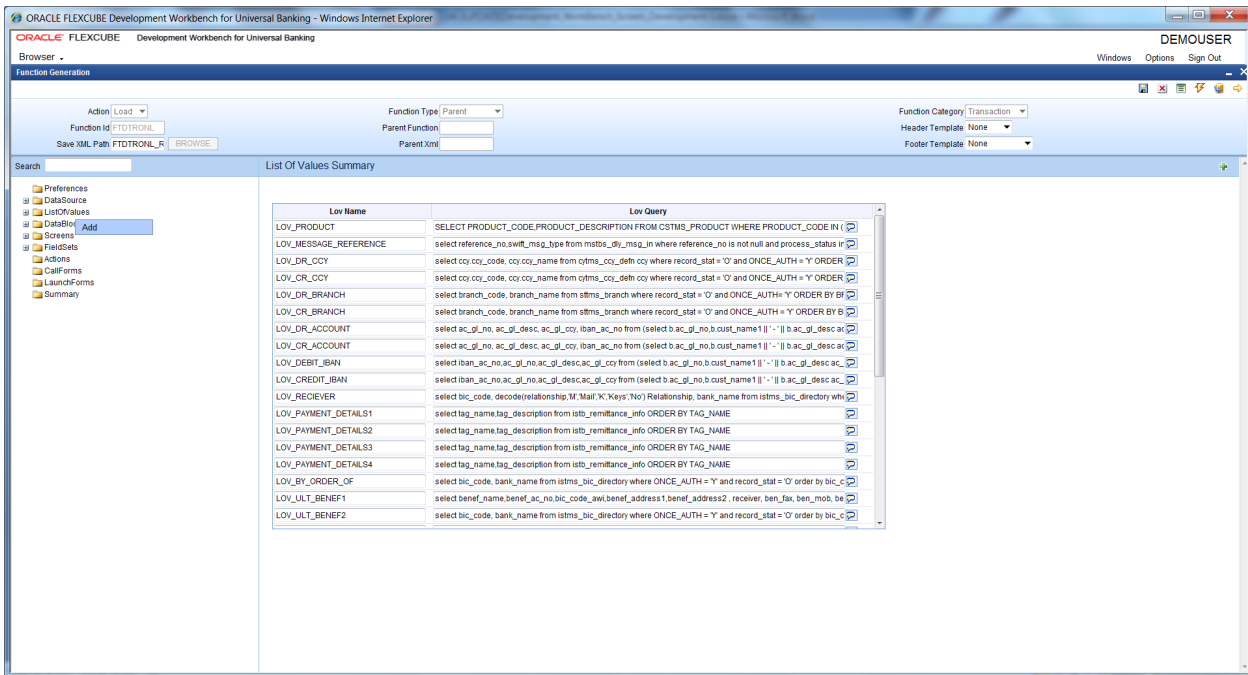 ORACLE FLEXCUBE Development Workbench for Universal Banking - Windows Internet Explorer
ORACLE FLEXCUBE Development Workbench for Universal Banking
DEMOUSER
Browser
Windows Options Sign Out
Function Generation
Action Load Function Type Parent Function Category Transaction
Function Id FTDTRONL Parent Function Header Template None
Save XML Path FTDTRONL_R BROWSE Parent Xml Footer Template None
Search
List Of Values Summary
Preferences
DataSource
ListOfValues
DataBloc
Add
Screens
FieldSets
Actions
CallForms
LaunchForms
Summary
Lov Name Lov Query
LOV_PRODUCT SELECT PRODUCT_CODE,PRODUCT_DESCRIPTION FROM CSTMS_PRODUCT WHERE PRODUCT_CODE IN (
LOV_MESSAGE_REFERENCE select reference_no,swift_msg_type from mstbs_dly_msg_in where reference_no is not null and process_status in
LOV_DR_CCY select ccy.ccy_code, ccy.ccy_name from cytms_ccy_defn ccy where record_stat = 'O' and ONCE_AUTH = 'Y' ORDER
LOV_CR_CCY select ccy.ccy_code, ccy.ccy_name from cytms_ccy_defn ccy where record_stat = 'O' and ONCE_AUTH = 'Y' ORDER
LOV_DR_BRANCH select branch_code, branch_name from sttms_branch where record_stat = 'O' and ONCE_AUTH= 'Y' ORDER BY BR
LOV_CR_BRANCH select branch_code, branch_name from sttms_branch where record_stat = 'O' and ONCE_AUTH = 'Y' ORDER BY B
LOV_DR_ACCOUNT select ac_gl_no, ac_gl_desc, ac_gl_ccy, iban_ac_no from (select b.ac_gl_no,b.cust_name1 || ' - ' || b.ac_gl_desc ac
LOV_CR_ACCOUNT select ac_gl_no, ac_gl_desc, ac_gl_ccy, iban_ac_no from (select b.ac_gl_no,b.cust_name1 || ' - ' || b.ac_gl_desc ac
LOV_DEBIT_IBAN select iban_ac_no,ac_gl_no,ac_gl_desc,ac_gl_ccy from (select b.ac_gl_no,b.cust_name1 || ' - ' || b.ac_gl_desc ac_
LOV_CREDIT_IBAN select iban_ac_no,ac_gl_no,ac_gl_desc,ac_gl_ccy from (select b.ac_gl_no,b.cust_name1 || ' - ' || b.ac_gl_desc ac_
LOV_RECIEVER select bic_code, decode(relationship,'M','Mail','K','Keys','No') Relationship, bank_name from istms_bic_directory whe
LOV_PAYMENT_DETAILS1 select tag_name,tag_description from istb_remittance_info ORDER BY TAG_NAME
LOV_PAYMENT_DETAILS2 select tag_name,tag_description from istb_remittance_info ORDER BY TAG_NAME
LOV_PAYMENT_DETAILS3 select tag_name,tag_description from istb_remittance_info ORDER BY TAG_NAME
LOV_PAYMENT_DETAILS4 select tag_name,tag_description from istb_remittance_info ORDER BY TAG_NAME
LOV_BY_ORDER_OF select bic_code, bank_name from istms_bic_directory where ONCE_AUTH = 'Y' and record_stat = 'O' order by bic_c
LOV_ULT_BENEF1 select benef_name,benef_ac_no,bic_code_awi,benef_address1,benef_address2 , receiver, ben_fax, ben_mob, be
LOV_ULT_BENEF2 select bic_code, bank_name from istms_bic_directory where ONCE_AUTH = 'Y' and record_stat = 'O' order by bic_c